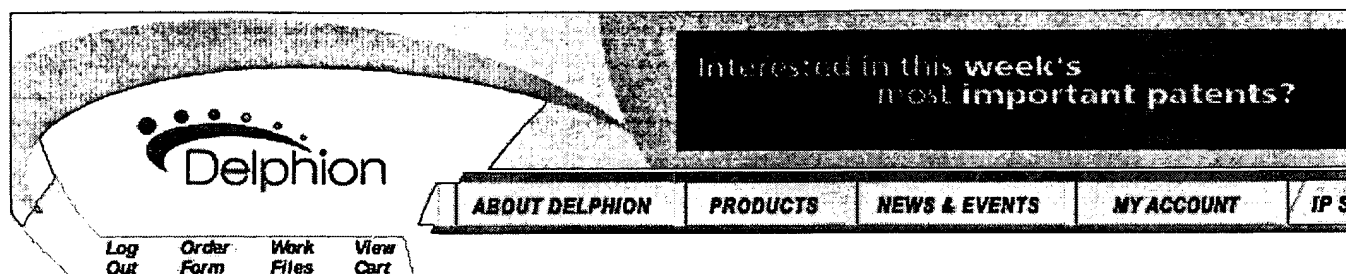 Interested in this week's
most important patents?
Delphion
ABOUT DELPHION PRODUCTS NEWS & EVENTS MY ACCOUNT IP S
Log Out Order Form Work Files View Cart